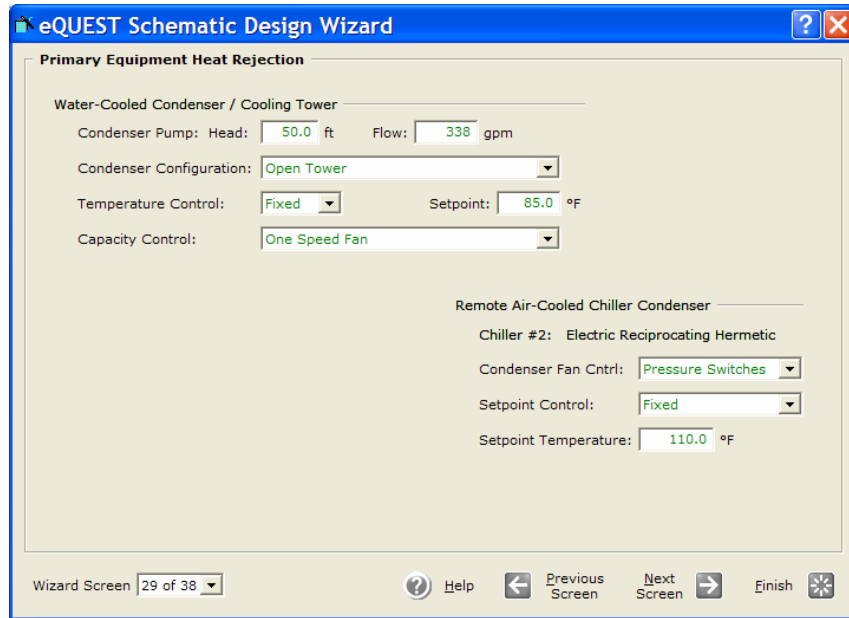 eQUEST Schematic Design Wizard
Primary Equipment Heat Rejection
Water-Cooled Condenser / Cooling Tower
Condenser Pump: Head: 50.0 ft Flow: 338 gpm
Condenser Configuration: Open Tower
Temperature Control: Fixed Setpoint: 85.0 °F
Capacity Control: One Speed Fan
Remote Air-Cooled Chiller Condenser
Chiller #2: Electric Reciprocating Hermetic
Condenser Fan Cntrl: Pressure Switches
Setpoint Control: Fixed
Setpoint Temperature: 110.0 °F
Wizard Screen 29 of 38 ? Help Previous Screen Next Screen Finish